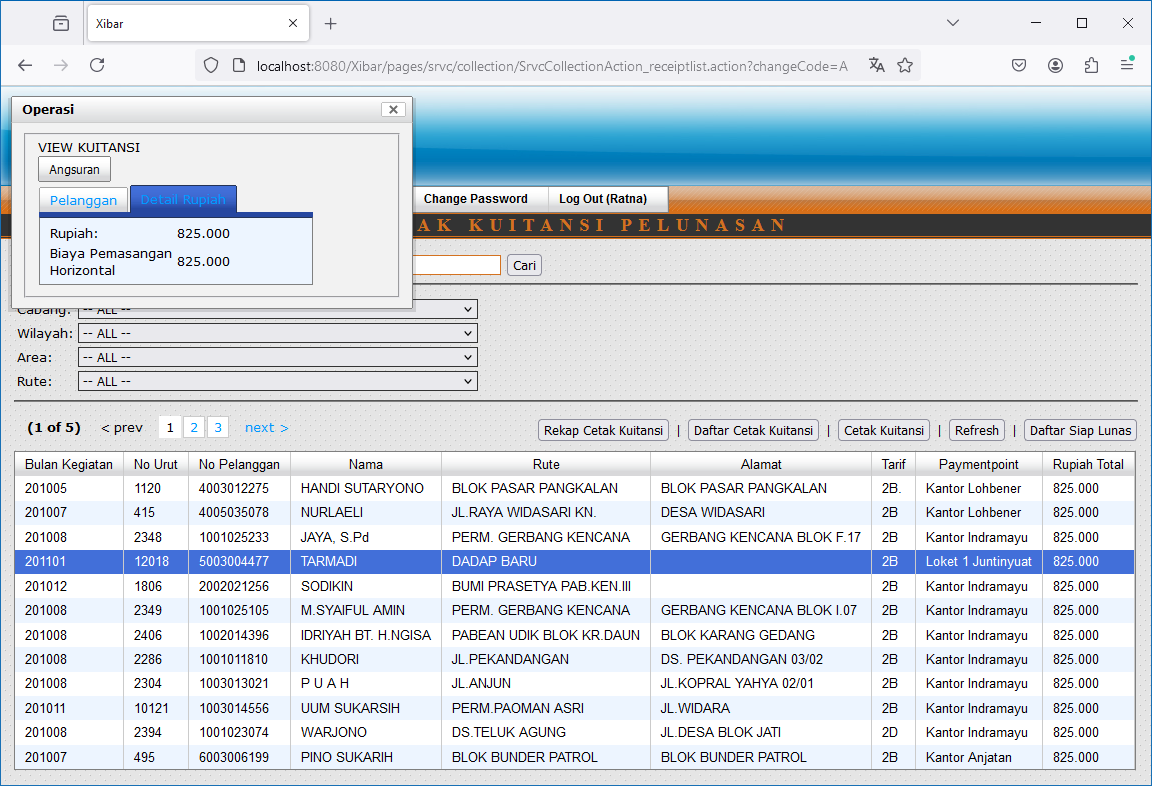 Xibar
localhost:8080/Xibar/pages/srvc/collection/SrvcCollectionAction_receiptlist.action?changeCode=A
Operasi
VIEW KUITANSI
Angsuran
Pelanggan Detail Rupiah
Rupiah: 825.000
Biaya Pemasangan Horizontal 825.000
Change Password Log Out (Ratna)
AK KUITANSI PELUNASAN
Cari
Cabang: -- ALL --
Wilayah: -- ALL --
Area: -- ALL --
Rute: -- ALL --
(1 of 5) < prev 1 2 3 next > Rekap Cetak Kuitansi | Daftar Cetak Kuitansi | Cetak Kuitansi | Refresh | Daftar Siap Lunas
Bulan Kegiatan No Urut No Pelanggan Nama Rute Alamat Tarif Paymentpoint Rupiah Total
201005 1120 4003012275 HANDI SUTARYONO BLOK PASAR PANGKALAN BLOK PASAR PANGKALAN 2B. Kantor Lohbener 825.000
201007 415 4005035078 NURLAELI JL.RAYA WIDASARI KN. DESA WIDASARI 2B Kantor Lohbener 825.000
201008 2348 1001025233 JAYA, S.Pd PERM. GERBANG KENCANA GERBANG KENCANA BLOK F.17 2B Kantor Indramayu 825.000
201101 12018 5003004477 TARMADI DADAP BARU 2B Loket 1 Juntinyuat 825.000
201012 1806 2002021256 SODIKIN BUMI PRASETYA PAB.KEN.III 2B Kantor Indramayu 825.000
201008 2349 1001025105 M.SYAIFUL AMIN PERM. GERBANG KENCANA GERBANG KENCANA BLOK I.07 2B Kantor Indramayu 825.000
201008 2406 1002014396 IDRIYAH BT. H.NGISA PABEAN UDIK BLOK KR.DAUN BLOK KARANG GEDANG 2B Kantor Indramayu 825.000
201008 2286 1001011810 KHUDORI JL.PEKANDANGAN DS. PEKANDANGAN 03/02 2B Kantor Indramayu 825.000
201008 2304 1003013021 P U A H JL.ANJUN JL.KOPRAL YAHYA 02/01 2B Kantor Indramayu 825.000
201011 10121 1003014556 UUM SUKARSIH PERM.PAOMAN ASRI JL.WIDARA 2B Kantor Indramayu 825.000
201008 2394 1001023074 WARJONO DS.TELUK AGUNG JL.DESA BLOK JATI 2D Kantor Indramayu 825.000
201007 495 6003006199 PINO SUKARIH BLOK BUNDER PATROL BLOK BUNDER PATROL 2B Kantor Anjatan 825.000